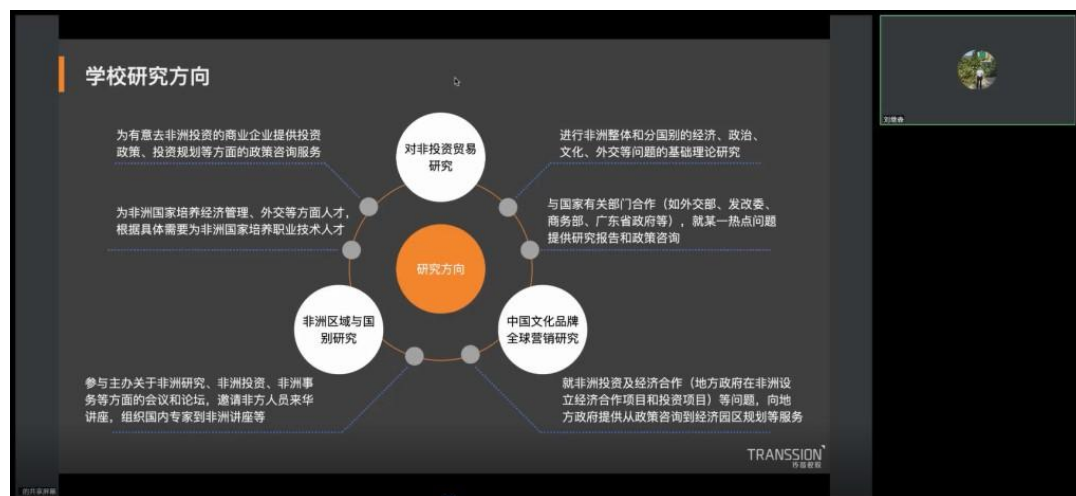 学校研究方向
为有意去非洲投资的商业企业提供投资
政策、投资规划等方面的政策咨询服务
对非投资贸易
研究
进行非洲整体和分国别的经济、政治、
文化、外交等问题的基础理论研究
为非洲国家培养经济管理、外交等方面人才，
根据具体需要为非洲国家培养职业技术人才
与国家有关部门合作（如外交部、发改委、
商务部、广东省政府等），就某一热点问题
提供研究报告和政策咨询
研究方向
非洲区域与国
别研究
中国文化品牌
全球营销研究
参与主办关于非洲研究、非洲投资、非洲事
务等方面的会议和论坛，邀请非方人员来华
讲座，组织国内专家到非洲讲座等
就非洲投资及经济合作（地方政府在非洲设
立经济合作项目和投资项目）等问题，向地
方政府提供从政策咨询到经济园区规划等服务
TRANSSION
传音控股
的共享屏幕